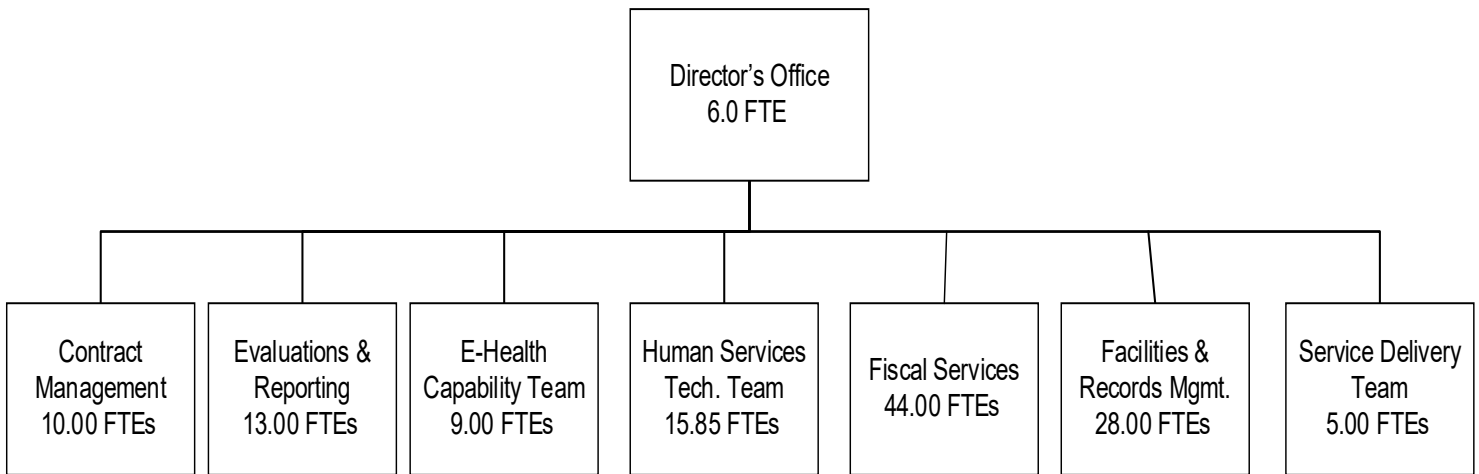 Director’s Office
6.0 FTE
Contract
Management
10.00 FTEs
Evaluations &
Reporting
13.00 FTEs
E-Health
Capability Team
9.00 FTEs
Human Services
Tech. Team
15.85 FTEs
Fiscal Services
44.00 FTEs
Facilities &
Records Mgmt.
28.00 FTEs
Service Delivery
Team
5.00 FTEs